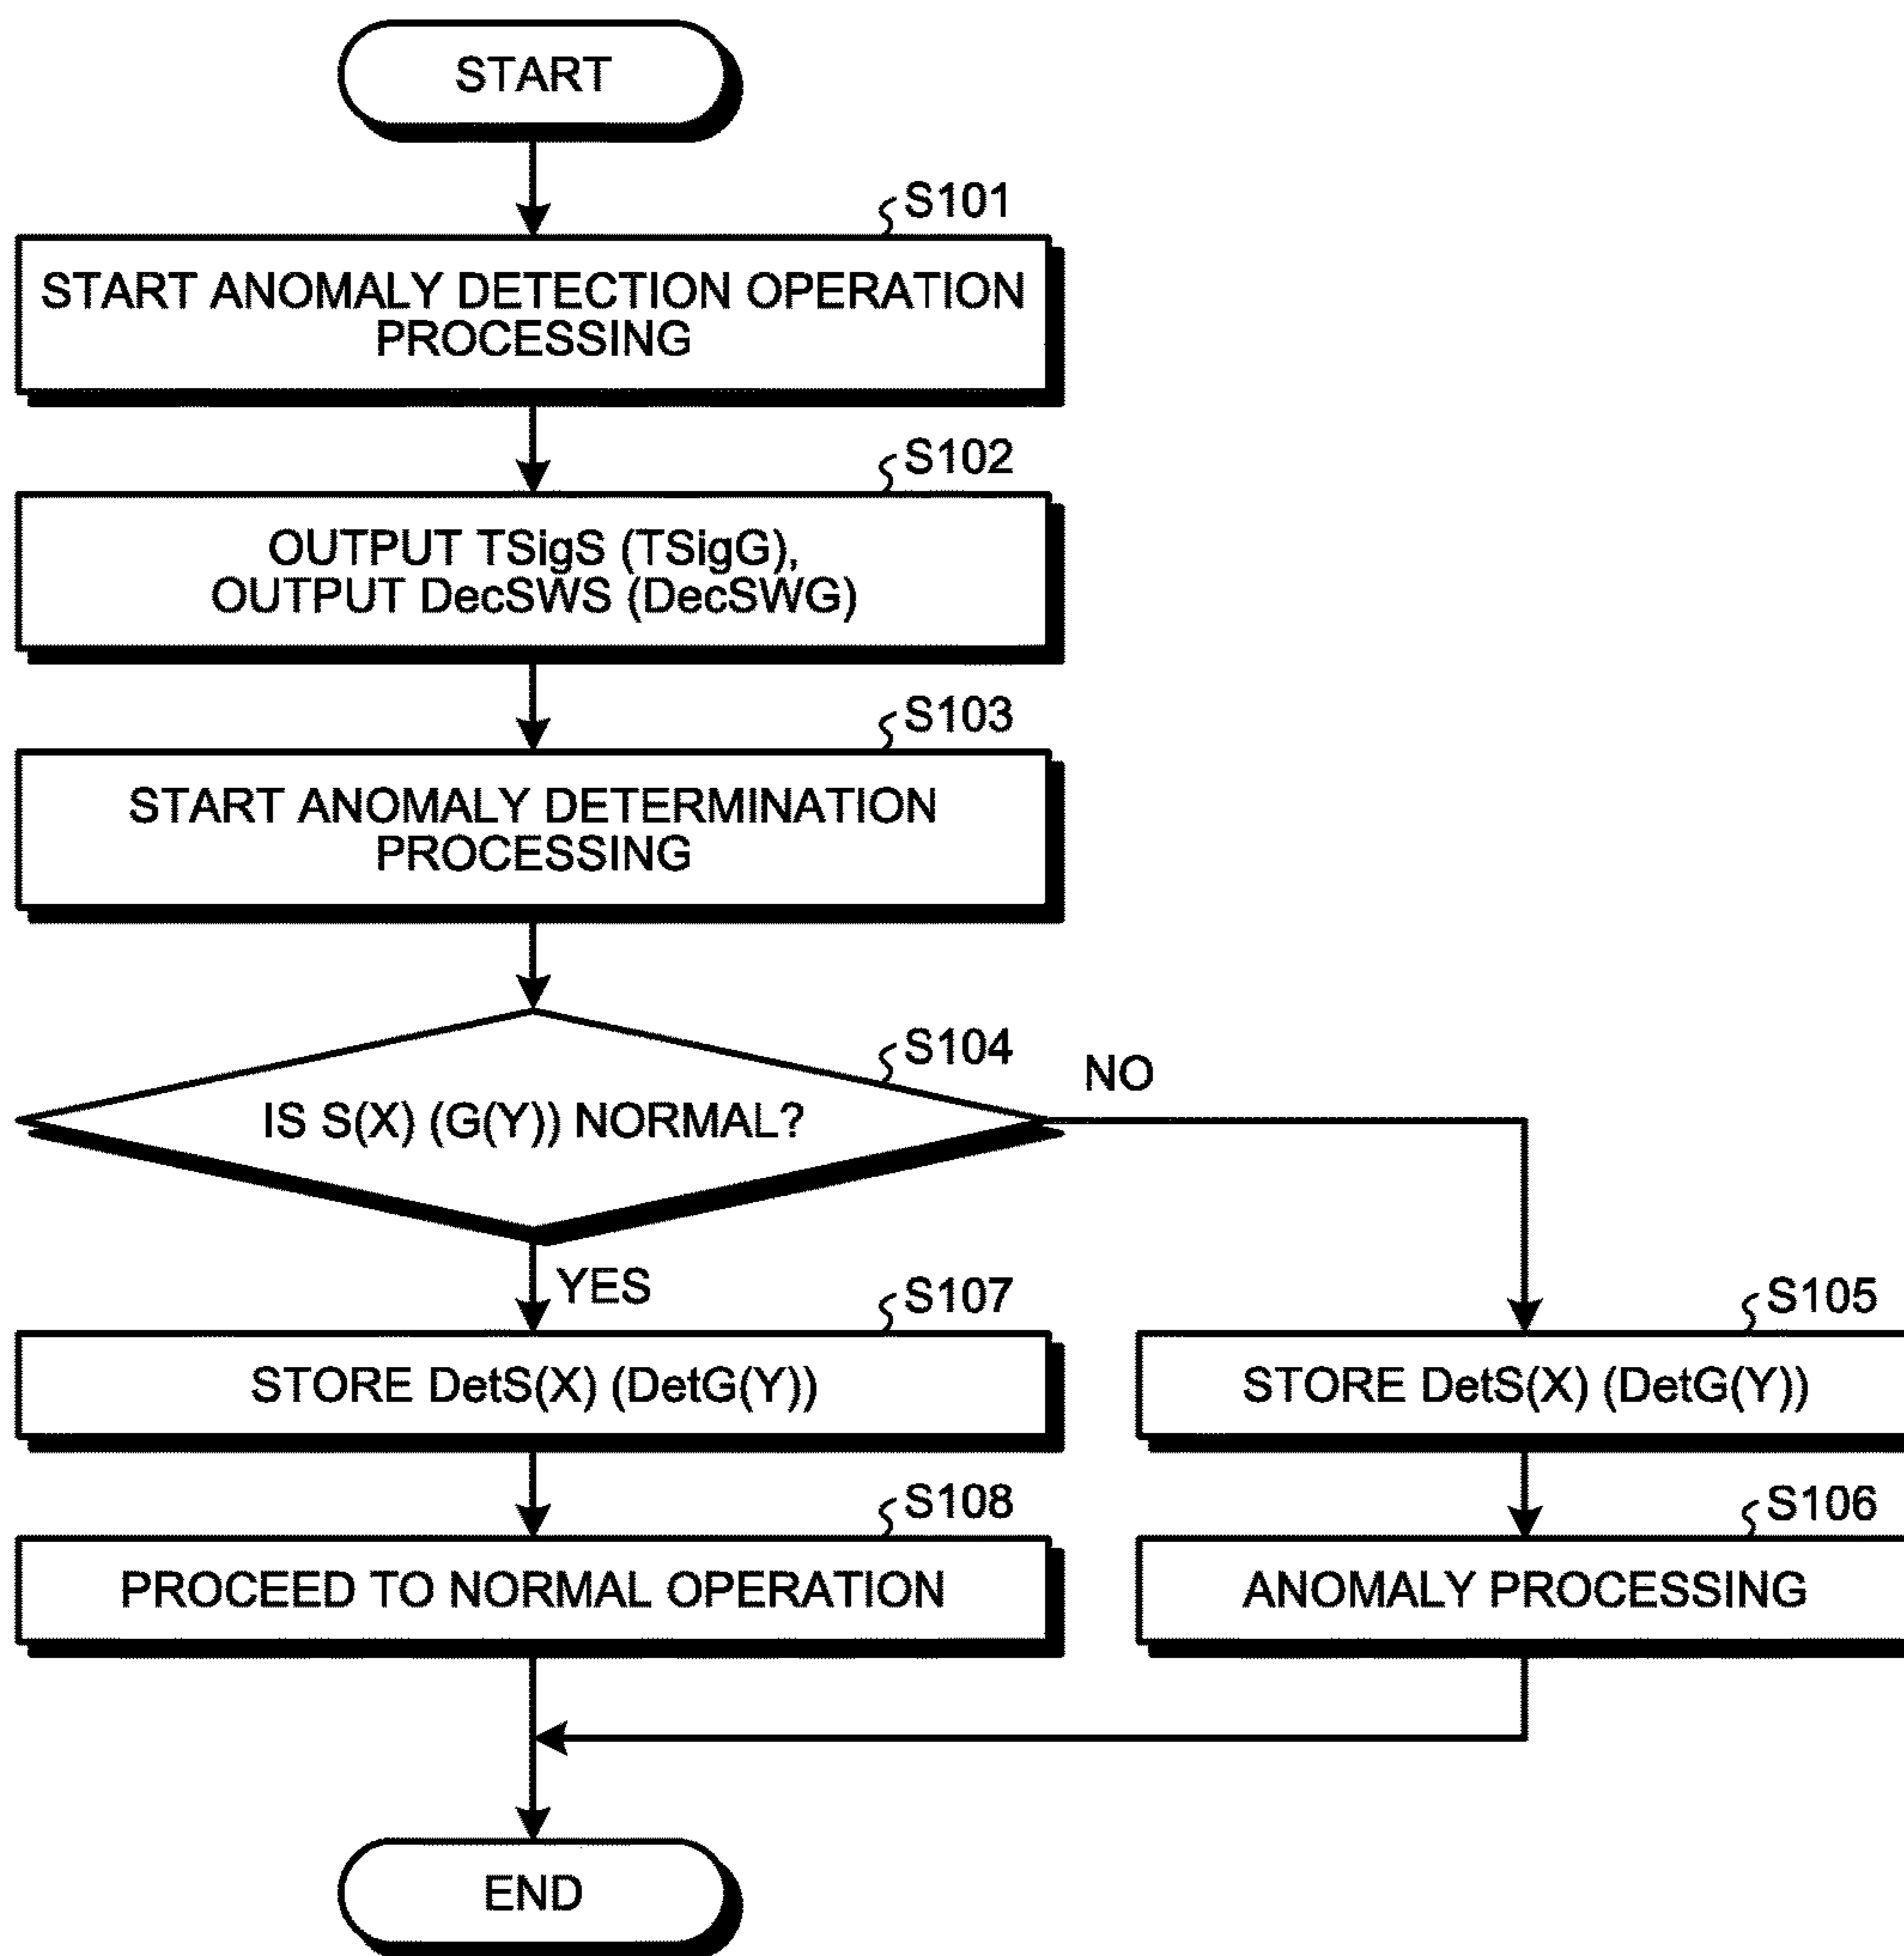 START
S101
START ANOMALY DETECTION OPERATION
PROCESSING
S102
OUTPUT TSigS (TSigG),
OUTPUT DecSWS (DecSWG)
S103
START ANOMALY DETERMINATION
PROCESSING
S104
IS S(X) (G(Y)) NORMAL?
NO
YES
S107
STORE DetS(X) (DetG(Y))
S105
STORE DetS(X) (DetG(Y))
S108
PROCEED TO NORMAL OPERATION
S106
ANOMALY PROCESSING
END